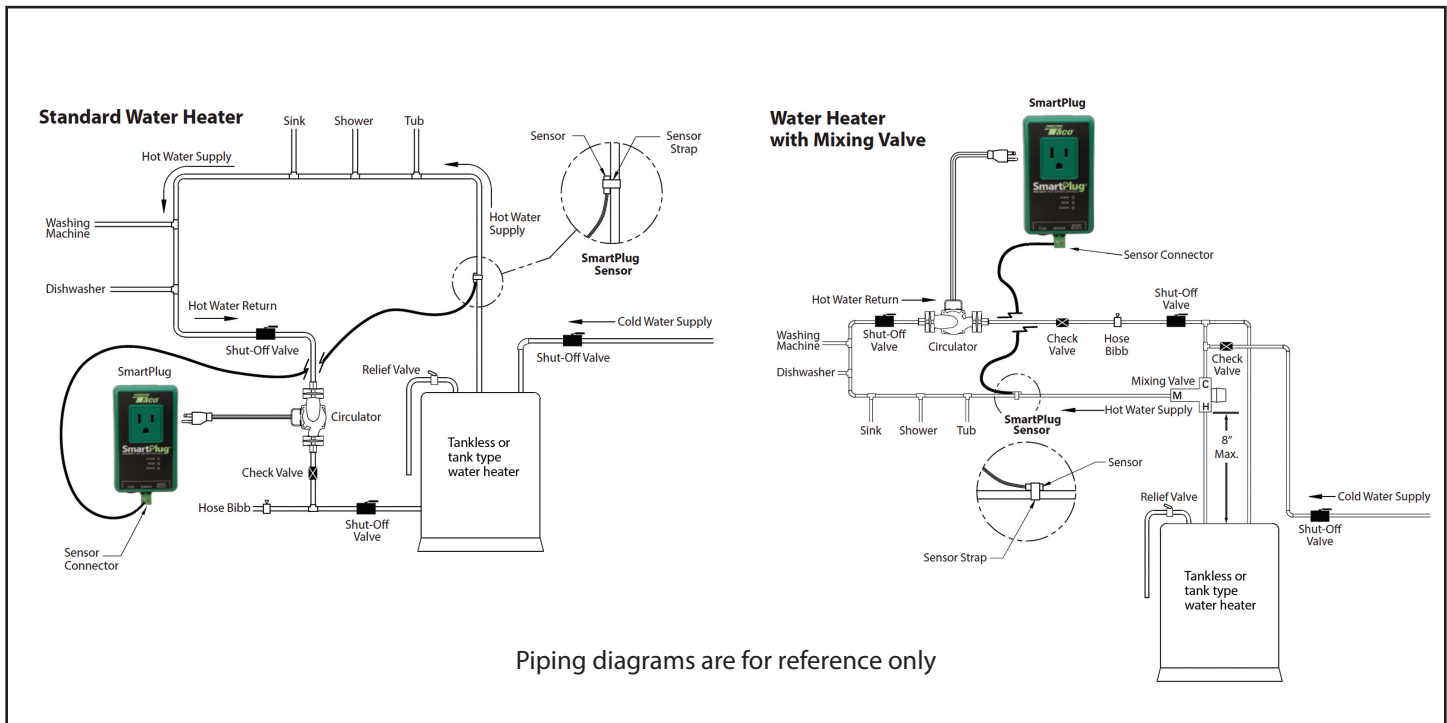 Standard Water Heater
Sink
Shower
Tub
Hot Water Supply
Sensor
Sensor
Strap
Washing
Machine
Hot Water
Supply
SmartPlug
Sensor
Dishwasher
Hot Water Return
Cold Water Supply
Shut-Off Valve
Shut-Off Valve
SmartPlug
Relief Valve
Taco
Circulator
SmartPlug
Tankless or
tank type
water heater
Check Valve
Hose Bibb
Shut-Off
Valve
Sensor
Connector
Water Heater
with Mixing Valve
SmartPlug
Taco
SmartPlug
Sensor Connector
Hot Water Return
Shut-Off
Valve
Washing
Machine
Shut-Off
Valve
Circulator
Check
Valve
Hose
Bibb
Check
Valve
Dishwasher
Mixing Valve
C
M
H
Hot Water Supply
Sink
Shower
Tub
SmartPlug
Sensor
8"
Max.
Sensor
Relief Valve
Cold Water Supply
Shut-Off
Valve
Sensor Strap
Tankless or
tank type
water heater
Piping diagrams are for reference only